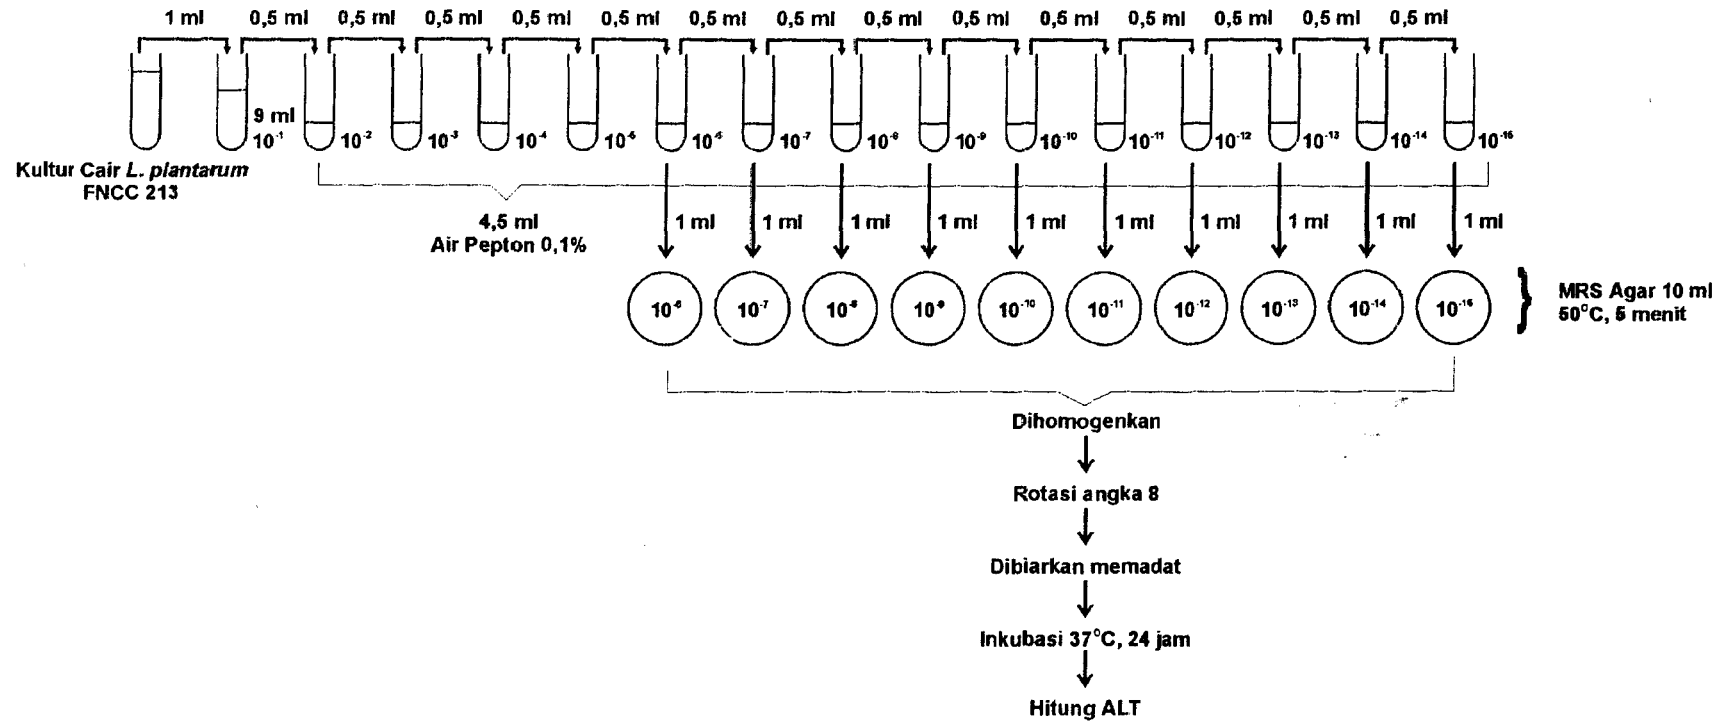 1 ml 0,5 ml 0,5 ml 0,5 ml 0,5 ml 0,5 ml 0,5 ml 0,5 ml 0,5 ml 0,5 ml 0,5 ml 0,5 ml 0,5 ml 0,5 ml 0,5 ml
9 ml
10⁻¹ 10⁻² 10⁻³ 10⁻⁴ 10⁻⁵ 10⁻⁶ 10⁻⁷ 10⁻⁸ 10⁻⁹ 10⁻¹⁰ 10⁻¹¹ 10⁻¹² 10⁻¹³ 10⁻¹⁴ 10⁻¹⁵
Kultur Cair L. plantarum
FNCC 213
4,5 ml
Air Pepton 0,1%
1 ml 1 ml 1 ml 1 ml 1 ml 1 ml 1 ml 1 ml 1 ml 1 ml
10⁻⁶ 10⁻⁷ 10⁻⁸ 10⁻⁹ 10⁻¹⁰ 10⁻¹¹ 10⁻¹² 10⁻¹³ 10⁻¹⁴ 10⁻¹⁵
MRS Agar 10 ml
50°C, 5 menit
Dihomogenkan
Rotasi angka 8
Dibiarkan memadat
Inkubasi 37°C, 24 jam
Hitung ALT